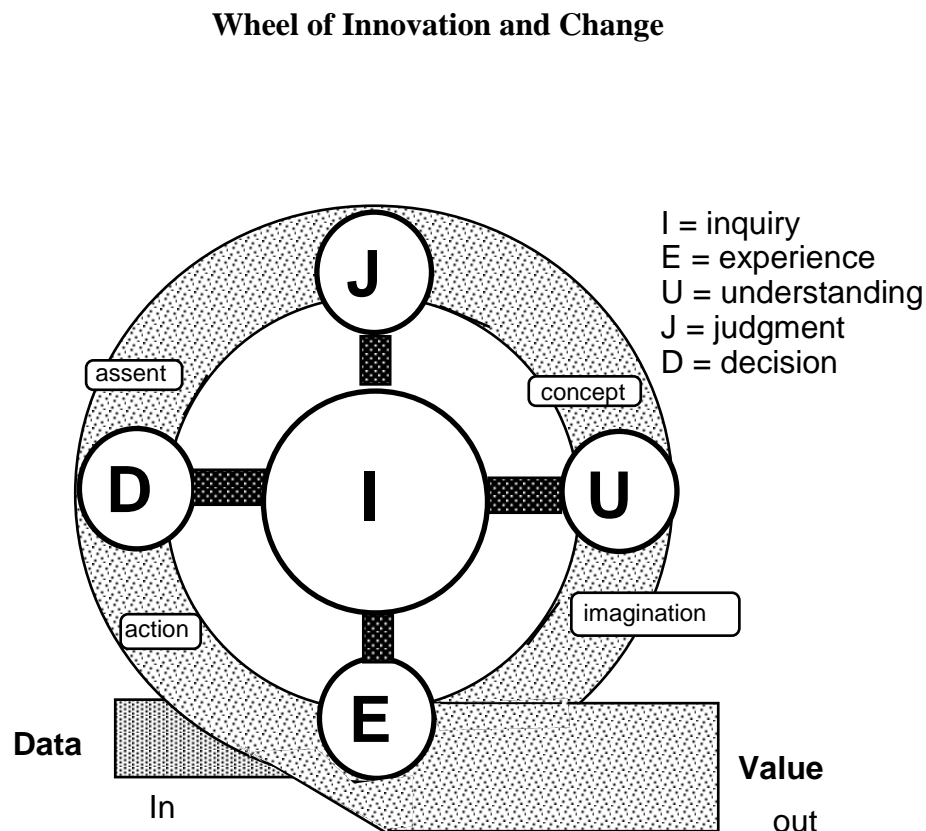 Wheel of Innovation and Change
I = inquiry
E = experience
U = understanding
J = judgment
D = decision
J
assent
concept
D
I
U
action
imagination
E
Data
In
Value
out